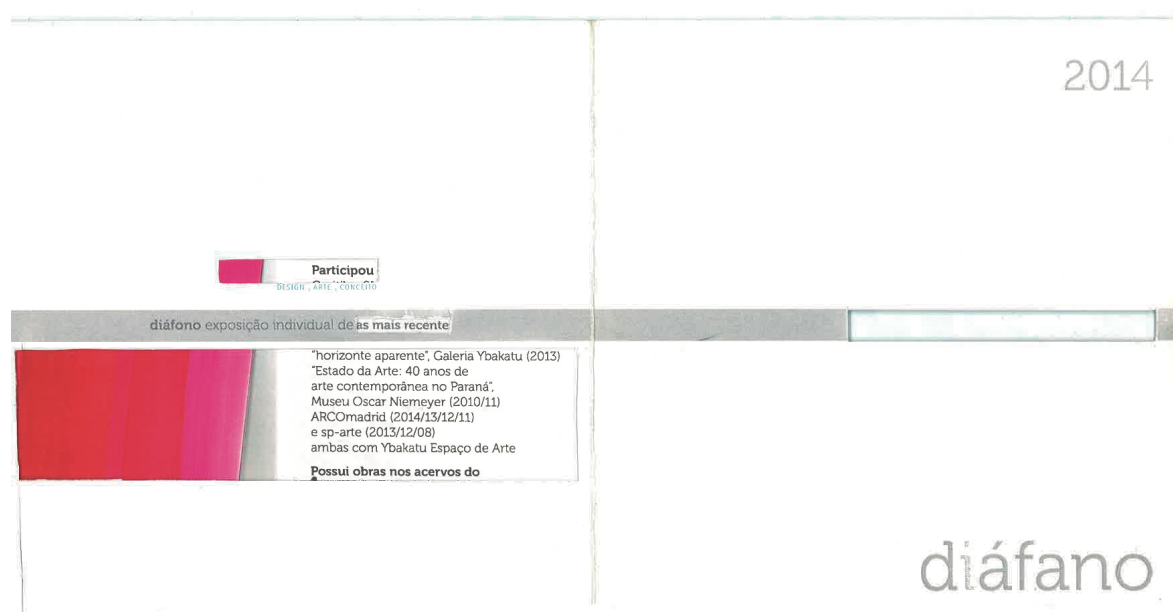 2014
Participou
DESIGN . ARTE . CONCEITO
diáfono exposição individual de as mais recente
"horizonte aparente", Galeria Ybakatu (2013)
"Estado da Arte: 40 anos de
arte contemporânea no Paraná",
Museu Oscar Niemeyer (2010/11)
ARCOmadrid (2014/13/12/11)
e sp-arte (2013/12/08)
ambas com Ybakatu Espaço de Arte
Possui obras nos acervos do
diáfano